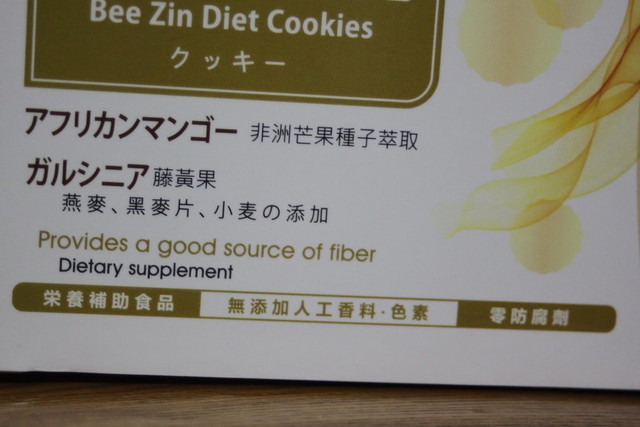 Bee Zin Diet Cookies
クッキー
アフリカンマンゴー 非洲芒果種子萃取
ガルシニア藤黃果
燕麥、黑麥片、小麦の添加
Provides a good source of fiber
Dietary supplement
栄養補助食品 無添加人工香料·色素 零防腐劑